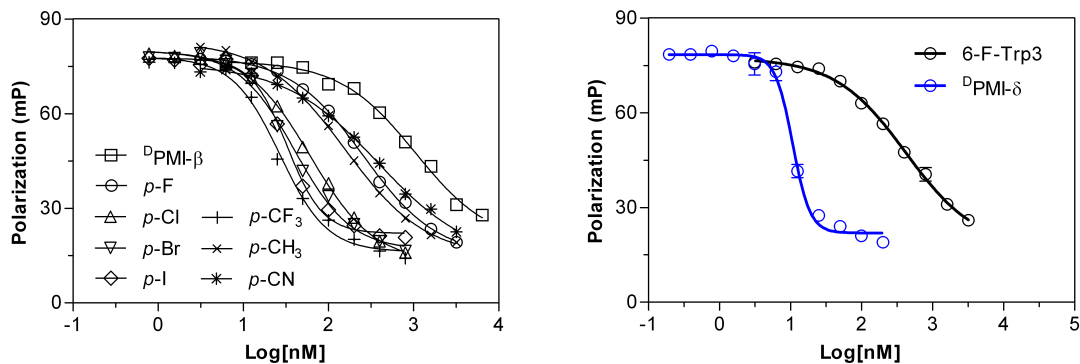 90
60
30
0
Polarization (mP)
ᴰPMI-β
p-F
p-Cl
p-Br
p-I
p-CF₃
p-CH₃
p-CN
-1 0 1 2 3 4
Log[nM]
90
60
30
0
Polarization (mP)
6-F-Trp3
ᴰPMI-δ
-1 0 1 2 3 4 5
Log[nM]